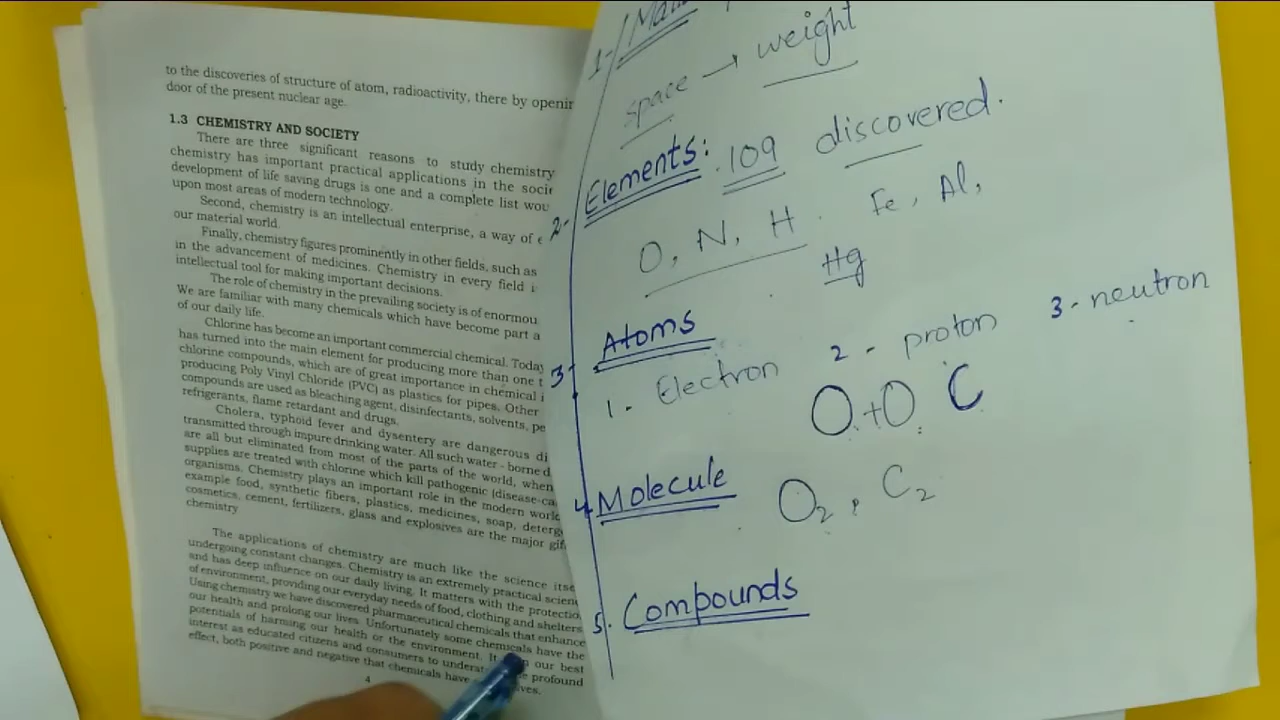 to the discoveries of structure of atom, radioactivity, there by openin
door of the present nuclear age.
1.3 CHEMISTRY AND SOCIETY
There are three significant reasons to study chemistry
chemistry has important practical applications in the socie
development of life saving drugs is one and a complete list wou
upon most areas of modern technology.
Second, chemistry is an intellectual enterprise, a way of e
our material world.
Finally, chemistry figures prominently in other fields, such as
in the advancement of medicines. Chemistry in every field i
intellectual tool for making important decisions.
The role of chemistry in the prevailing society is of enormou
We are familiar with many chemicals which have become part a
of our daily life.
Chlorine has become an important commercial chemical. Today
has turned into the main element for producing more than one t
chlorine compounds, which are of great importance in chemical i
producing Poly Vinyl Chloride (PVC) as plastics for pipes. Other
compounds are used as bleaching agent, disinfectants, solvents, pe
refrigerants, flame retardant and drugs.
Cholera, typhoid fever and dysentery are dangerous di
transmitted through impure drinking water. All such water - borne d
are all but eliminated from most of the parts of the world, when
supplies are treated with chlorine which kill pathogenic (disease-ca
organisms. Chemistry plays an important role in the modern world
example food, synthetic fibers, plastics, medicines, soap, deterg
cosmetics, cement, fertilizers, glass and explosives are the major gif
chemistry
The applications of chemistry are much like the science itse
undergoing constant changes. Chemistry is an extremely practical scien
and has deep influence on our daily living. It matters with the protectio
of environment, providing our everyday needs of food, clothing and shelters
Using chemistry we have discovered pharmaceutical chemicals that enhance
our health and prolong our lives. Unfortunately some chemicals have the
potentials of harming our health or the environment. It our best
interest as educated citizens and consumers to profound
effect, both positive and negative that chemicals have
4
1-
space → weight
2- Elements: 109 discovered.
O, N, H. Fe, Al,
Hg
3- Atoms
1. Electron 2 - proton 3 - neutron
O + O C
4 Molecule O2, C2
5. Compounds